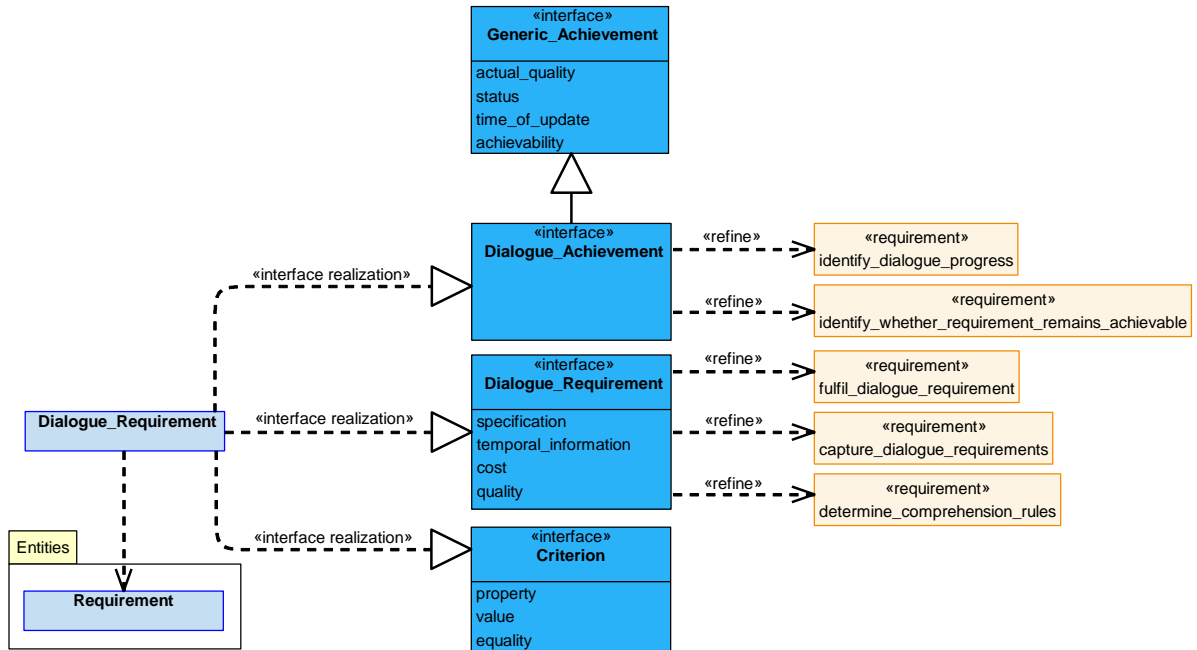 «interface»
Generic_Achievement
actual_quality
status
time_of_update
achievability
«interface»
Dialogue_Achievement
«refine»
«requirement»
identify_dialogue_progress
«interface realization»
«refine»
«requirement»
identify_whether_requirement_remains_achievable
«interface»
Dialogue_Requirement
specification
temporal_information
cost
quality
«refine»
«requirement»
fulfil_dialogue_requirement
Dialogue_Requirement
«interface realization»
«refine»
«requirement»
capture_dialogue_requirements
«refine»
«requirement»
determine_comprehension_rules
«interface realization»
«interface»
Criterion
property
value
equality
Entities
Requirement